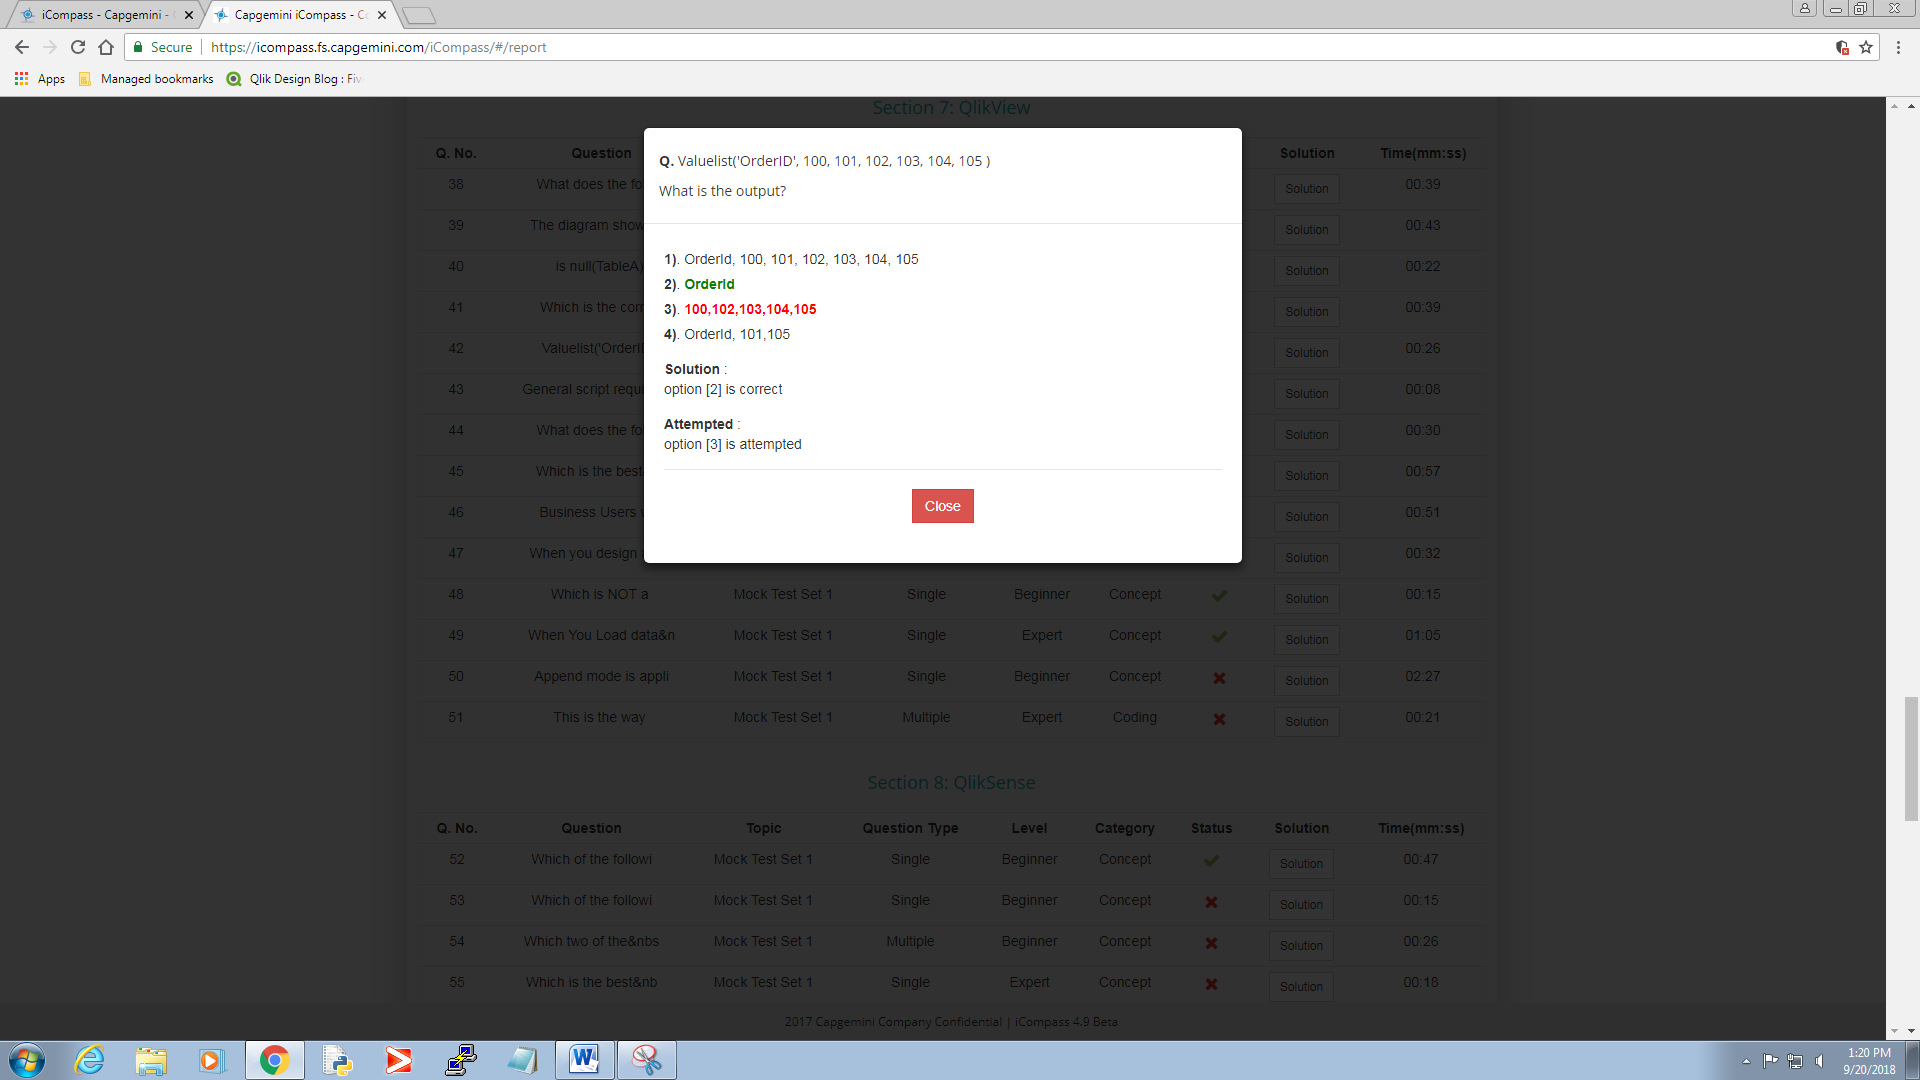 iCompass - Capgemini -
Capgemini iCompass - C
Secure
https://icompass.fs.capgemini.com/iCompass/#/report
Apps
Managed bookmarks
Qlik Design Blog : Fiv
Section 7: QlikView
Q. No. Question Solution Time(mm:ss)
38 What does the fo Solution 00:39
39 The diagram show Solution 00:43
40 is null(TableA) Solution 00:22
41 Which is the corr Solution 00:39
42 Valuelist('OrderI Solution 00:26
43 General script requi Solution 00:08
44 What does the fo Solution 00:30
45 Which is the best Solution 00:57
46 Business Users Solution 00:51
47 When you design Solution 00:32
48 Which is NOT a Mock Test Set 1 Single Beginner Concept Solution 00:15
49 When You Load data&n Mock Test Set 1 Single Expert Concept Solution 01:05
50 Append mode is appli Mock Test Set 1 Single Beginner Concept Solution 02:27
51 This is the way Mock Test Set 1 Multiple Expert Coding Solution 00:21
Q. Valuelist('OrderID', 100, 101, 102, 103, 104, 105 )
What is the output?
1). OrderId, 100, 101, 102, 103, 104, 105
2). OrderId
3). 100,102,103,104,105
4). OrderId, 101,105
Solution :
option [2] is correct
Attempted :
option [3] is attempted
Close
Section 8: QlikSense
Q. No. Question Topic Question Type Level Category Status Solution Time(mm:ss)
52 Which of the followi Mock Test Set 1 Single Beginner Concept Solution 00:47
53 Which of the followi Mock Test Set 1 Single Beginner Concept Solution 00:15
54 Which two of the&nbs Mock Test Set 1 Multiple Beginner Concept Solution 00:26
55 Which is the best&nb Mock Test Set 1 Single Expert Concept Solution 00:18
2017 Capgemini Company Confidential | iCompass 4.9 Beta
1:20 PM
9/20/2018